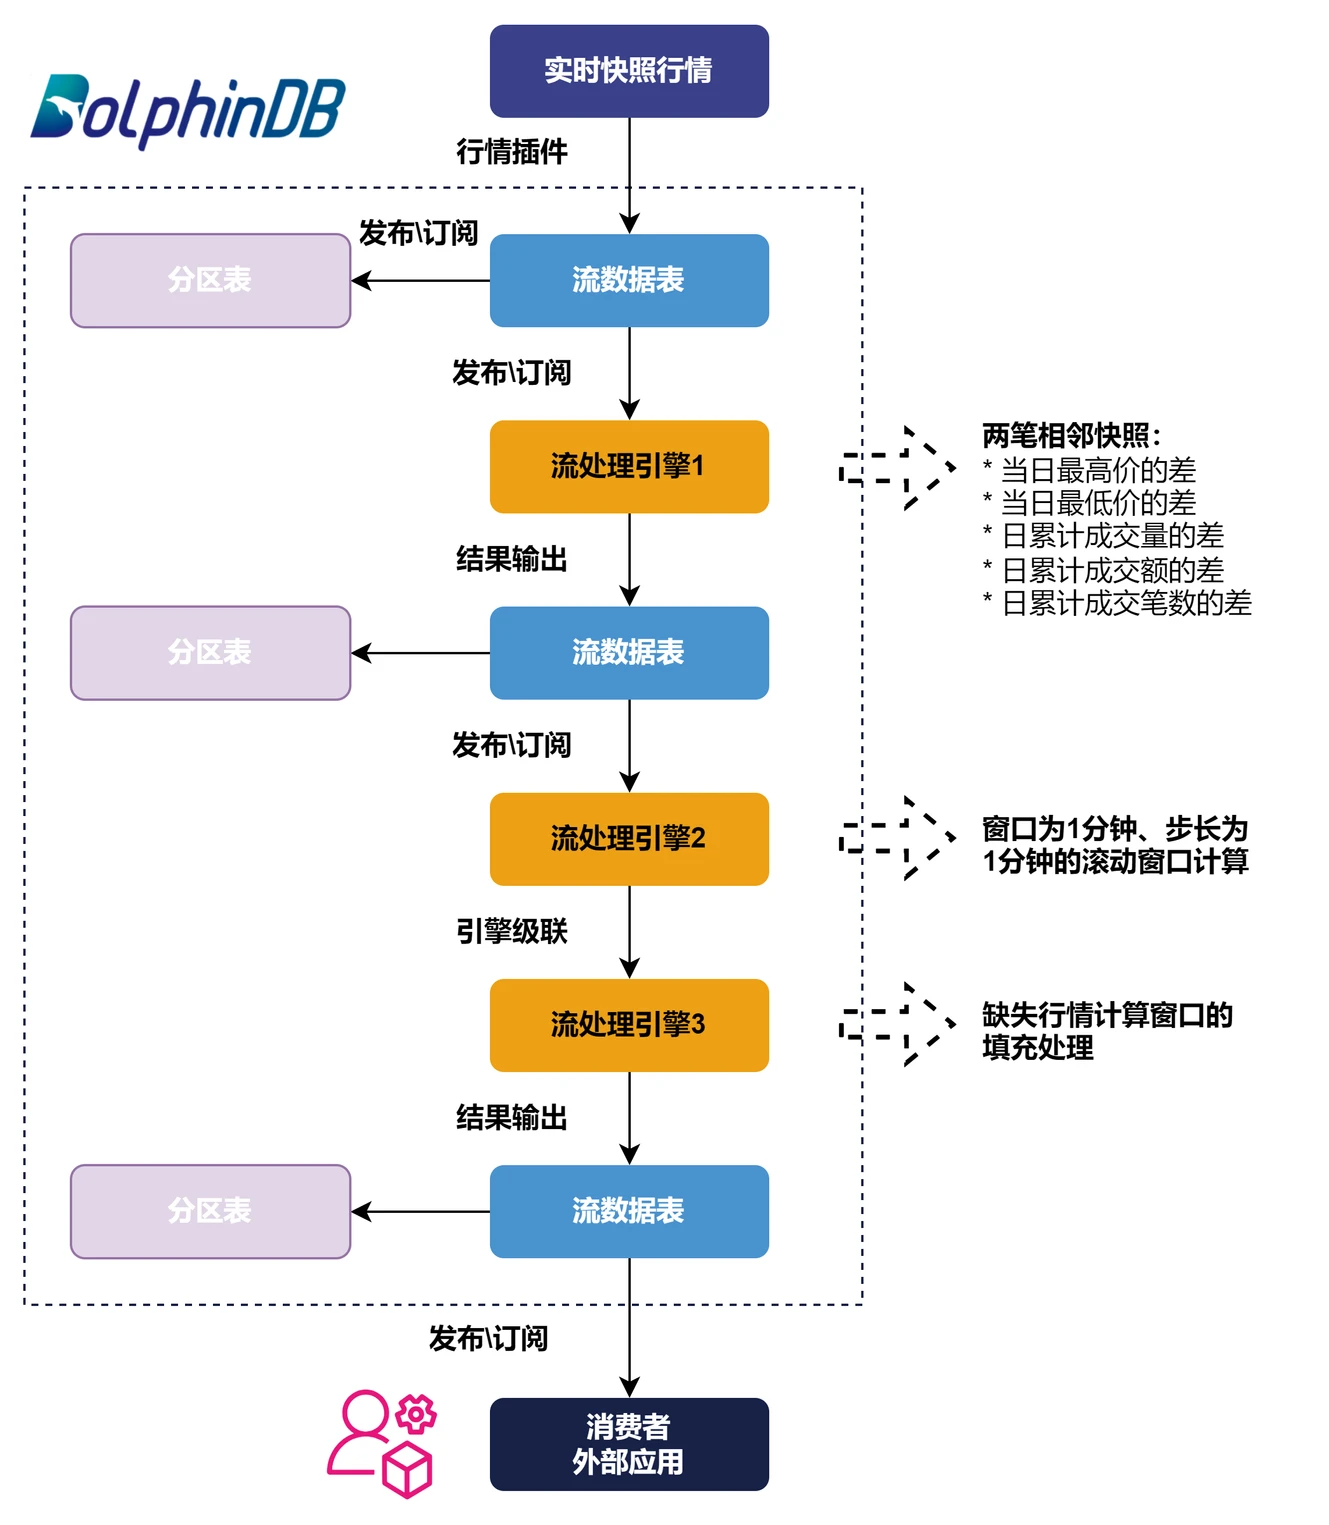 实时快照行情
DolphinDB
行情插件
发布\订阅
分区表
流数据表
发布\订阅
两笔相邻快照：
* 当日最高价的差
* 当日最低价的差
* 日累计成交量的差
* 日累计成交额的差
* 日累计成交笔数的差
流处理引擎1
结果输出
分区表
流数据表
发布\订阅
流处理引擎2
窗口为1分钟、步长为
1分钟的滚动窗口计算
引擎级联
流处理引擎3
缺失行情计算窗口的
填充处理
结果输出
分区表
流数据表
发布\订阅
消费者
外部应用